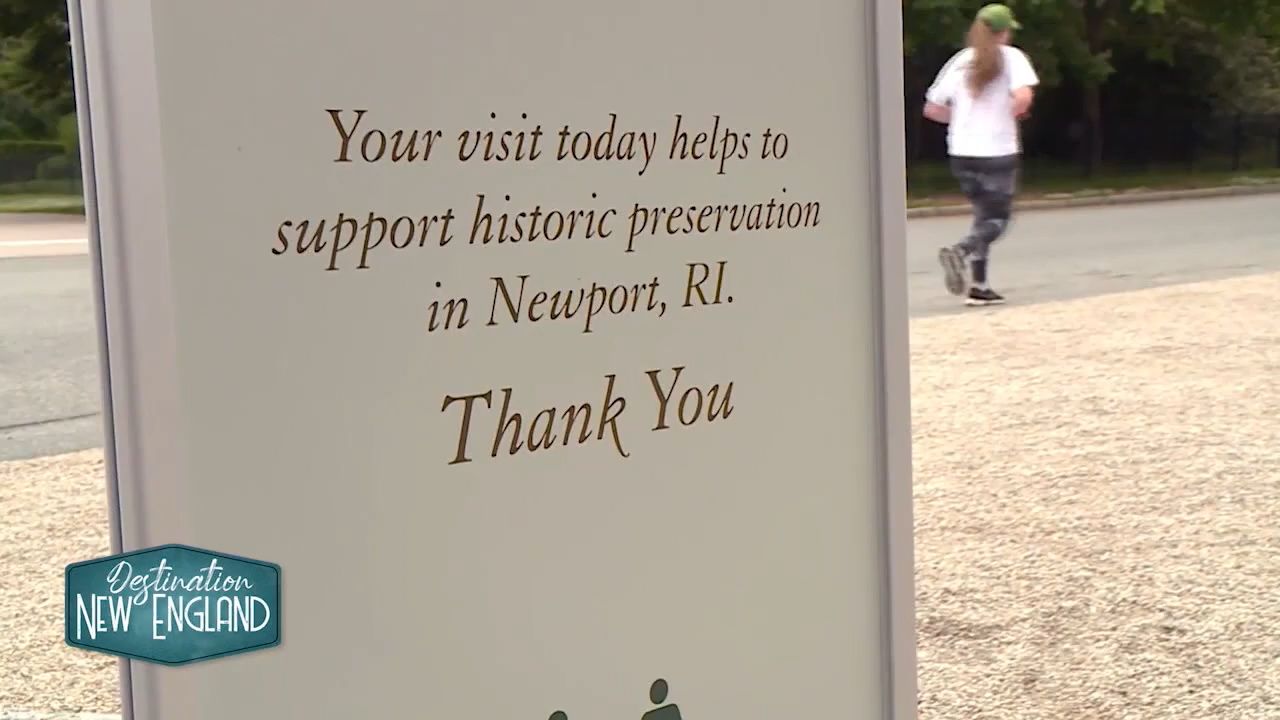 Your visit today helps to
support historic preservation
in Newport, RI.
Thank You
Destination
NEW ENGLAND